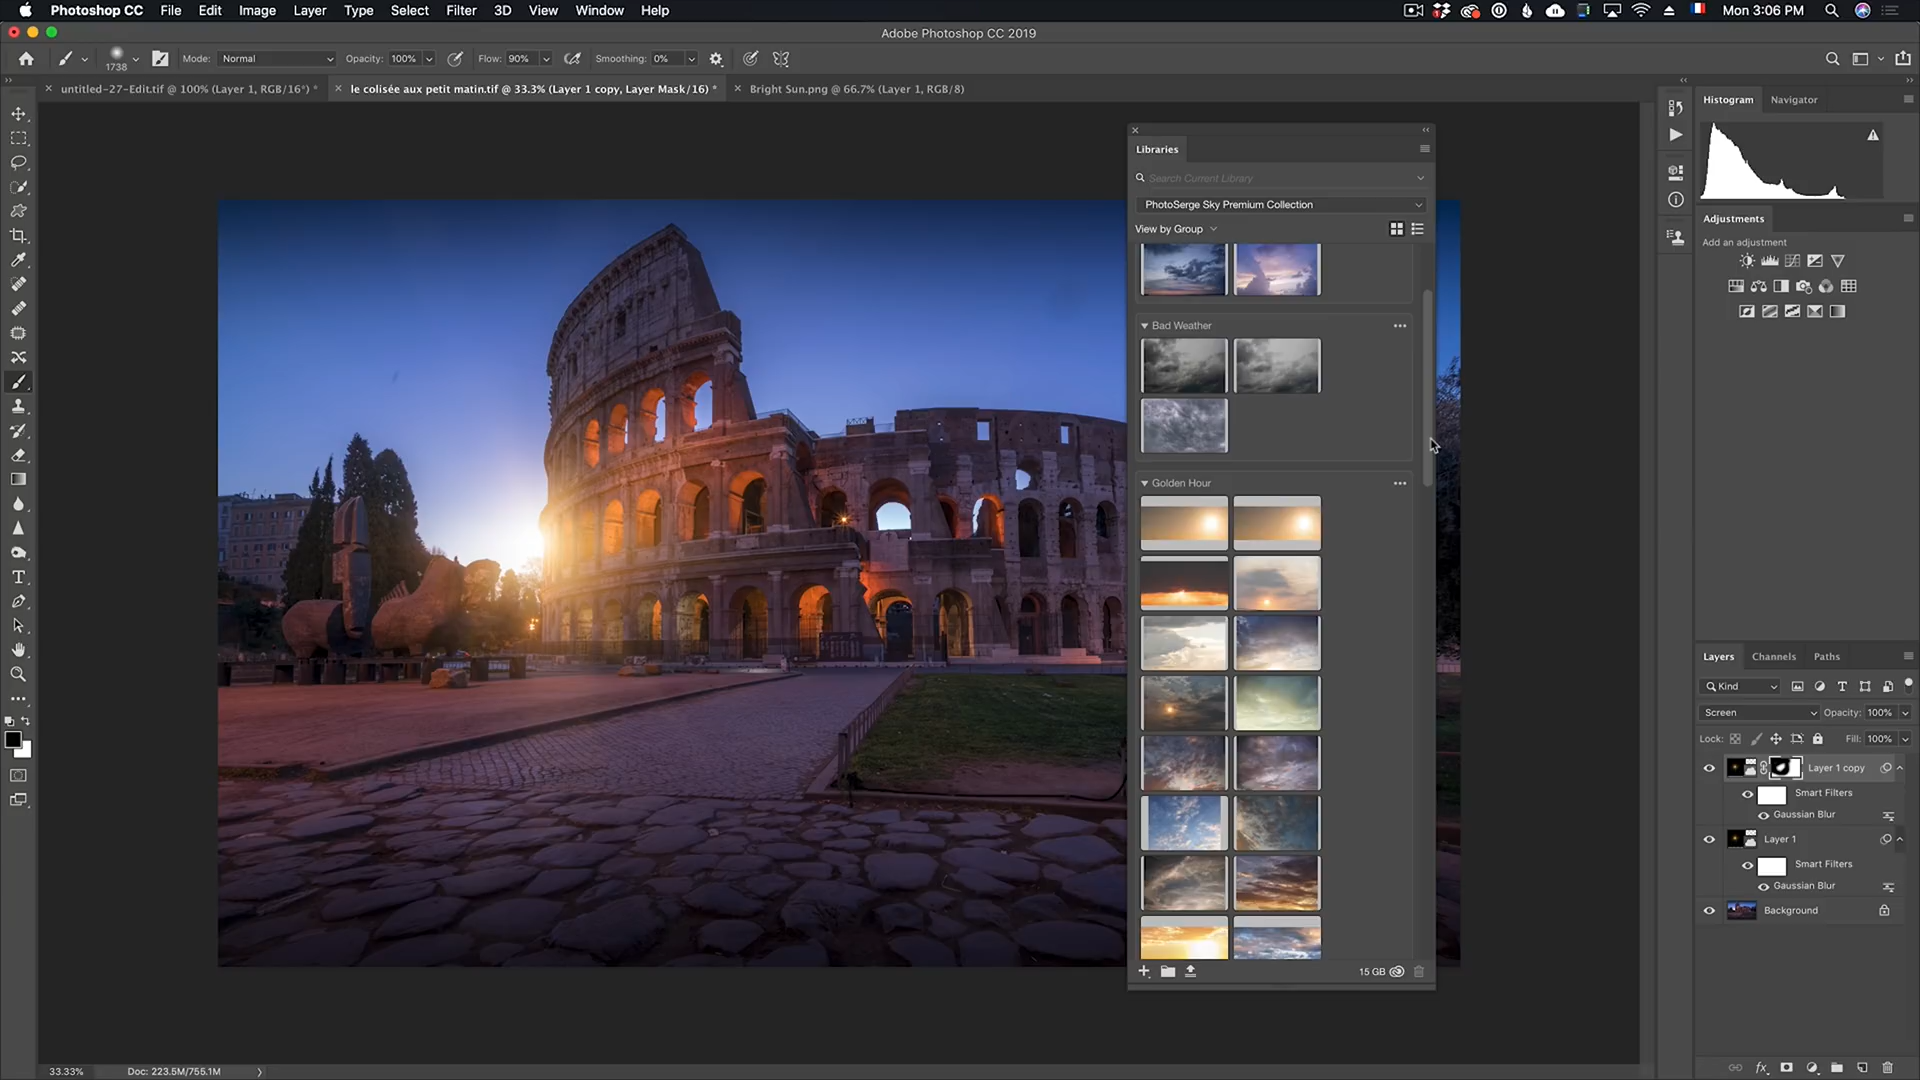 Photoshop CC File Edit Image Layer Type Select Filter 3D View Window Help Mon 3:06 PM
Adobe Photoshop CC 2019
1738 Mode: Normal Opacity: 100% Flow: 90% Smoothing: 0%
untitled-27-Edit.tif @ 100% (Layer 1, RGB/16*) * le colisée aux petit matin.tif @ 33.3% (Layer 1 copy, Layer Mask/16) * Bright Sun.png @ 66.7% (Layer 1, RGB/8)
Histogram Navigator
Libraries
Search Current Library
PhotoSerge Sky Premium Collection
View by Group
Bad Weather
Golden Hour
15 GB
Adjustments
Add an adjustment
Layers Channels Paths
Kind
Screen Opacity: 100%
Lock: Fill: 100%
Layer 1 copy
Smart Filters
Gaussian Blur
Layer 1
Smart Filters
Gaussian Blur
Background
33.33% Doc: 223.5M/755.1M